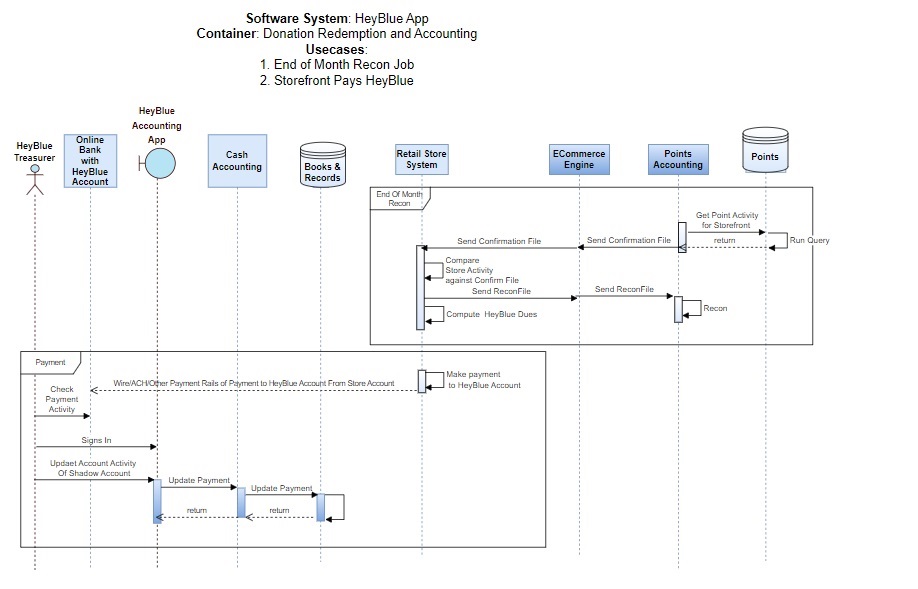 Software System: HeyBlue App
Container: Donation Redemption and Accounting
Usecases:
1. End of Month Recon Job
2. Storefront Pays HeyBlue
HeyBlue
Treasurer
Online
Bank
with
HeyBlue
Account
HeyBlue
Accounting
App
Cash
Accounting
Books &
Records
Retail Store
System
ECommerce
Engine
Points
Accounting
Points
End Of Month
Recon
Get Point Activity
for Storefront
return
Run Query
Send Confirmation File
Send Confirmation File
Compare
Store Activity
against Confirm File
Send ReconFile
Send ReconFile
Recon
Compute HeyBlue Dues
Payment
Make payment
to HeyBlue Account
Wire/ACH/Other Payment Rails of Payment to HeyBlue Account From Store Account
Check
Payment
Activity
Signs In
Updaet Account Activity
Of Shadow Account
Update Payment
Update Payment
return
return